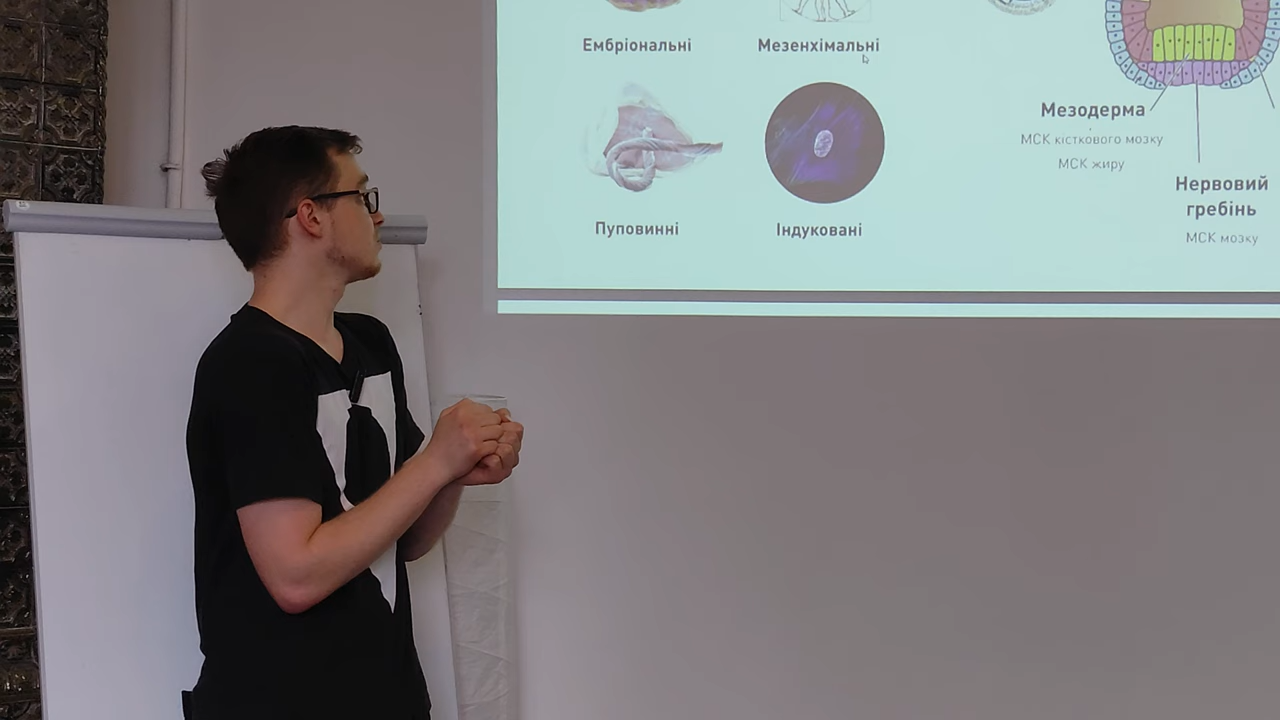 Ембріональні
Мезенхімальні
Пуповинні
Індуковані
Мезодерма
МСК кісткового мозку
МСК жиру
Нервовий
гребінь
МСК мозку